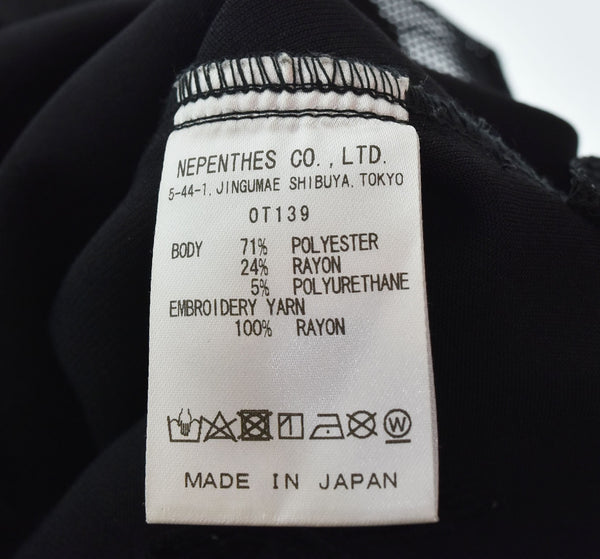 NEPENTHES CO.,LTD.
5-44-1, JINGUMAE SHIBUYA, TOKYO
OT139
BODY 71% POLYESTER
24% RAYON
5% POLYURETHANE
EMBROIDERY YARN
100% RAYON
W
MADE IN JAPAN